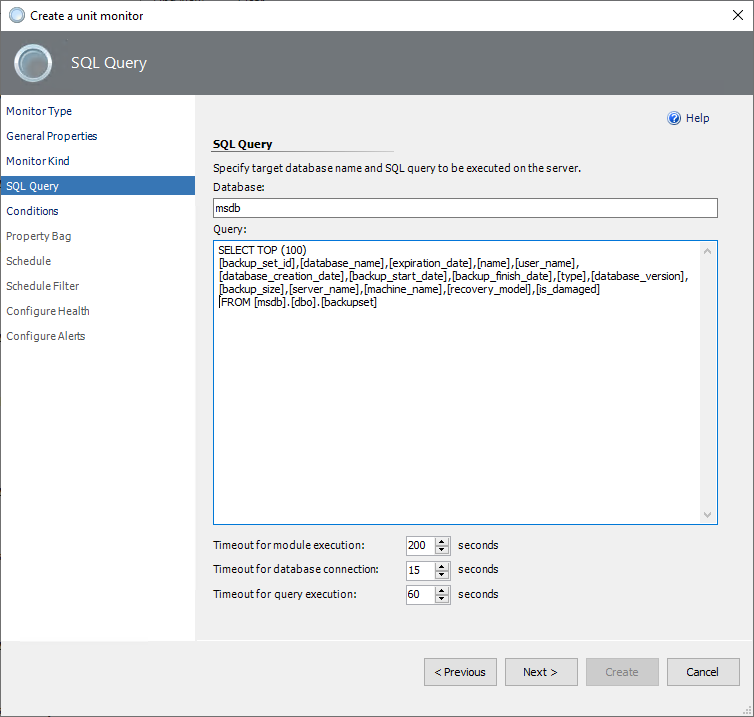 Create a unit monitor
SQL Query
Monitor Type
General Properties
Monitor Kind
SQL Query
Conditions
Property Bag
Schedule
Schedule Filter
Configure Health
Configure Alerts
Help
SQL Query
Specify target database name and SQL query to be executed on the server.
Database:
msdb
Query:
SELECT TOP (100)
[backup_set_id],[database_name],[expiration_date],[name],[user_name],
[database_creation_date],[backup_start_date],[backup_finish_date],[type],[database_version],
[backup_size],[server_name],[machine_name],[recovery_model],[is_damaged]
FROM [msdb].[dbo].[backupset]
Timeout for module execution: 200 seconds
Timeout for database connection: 15 seconds
Timeout for query execution: 60 seconds
< Previous Next > Create Cancel